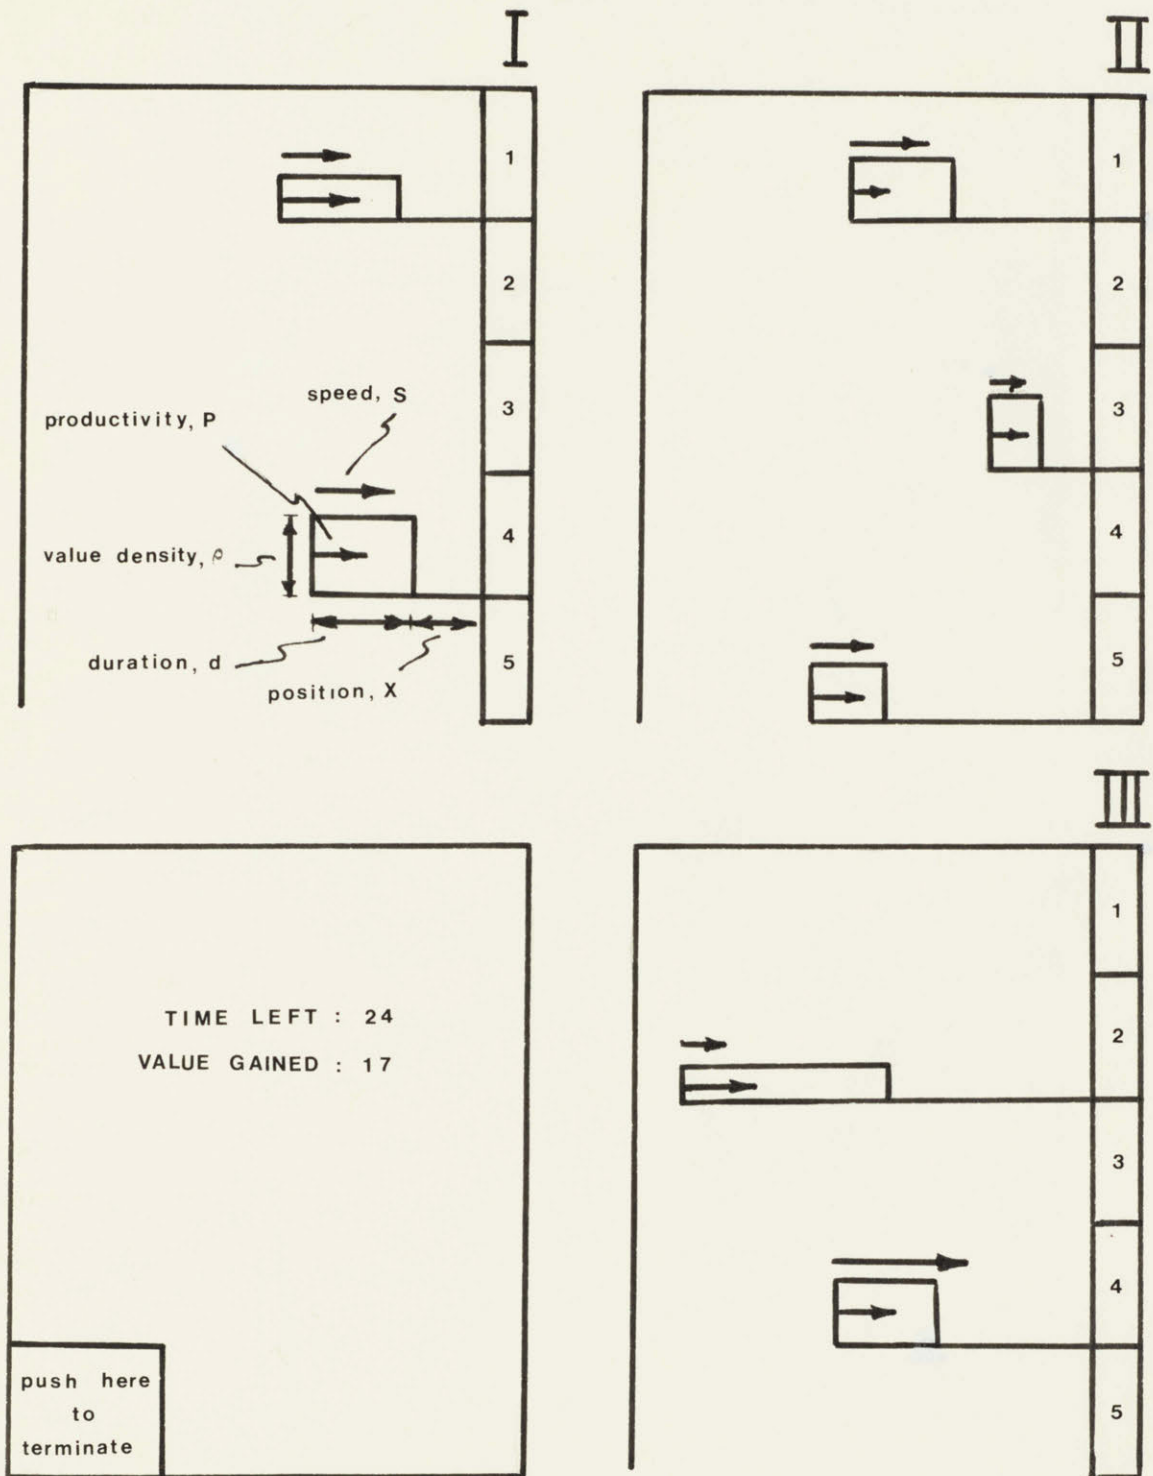 I
1
2
3
4
5
speed, S
productivity, P
value density, ρ
duration, d
position, X
II
1
2
3
4
5
TIME LEFT : 24
VALUE GAINED : 17
push here
to
terminate
III
1
2
3
4
5